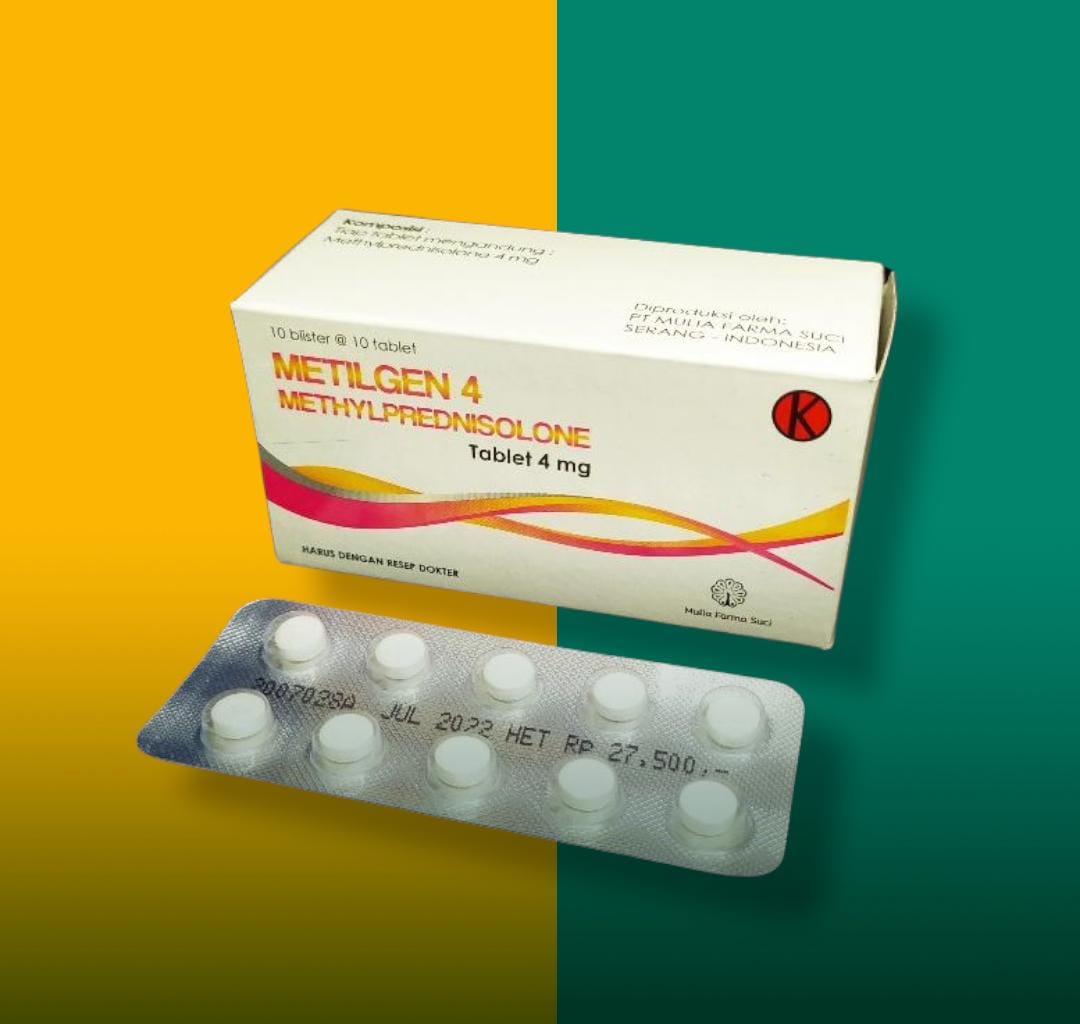 Komposisi :
Tiap Tablet mengandung :
Methylprednisolone 4 mg
Diproduksi oleh:
PT. MULIA FARMA SUCI
SERANG - INDONESIA
10 blister @ 10 tablet
METILGEN 4
METHYLPREDNISOLONE
Tablet 4 mg
K
HARUS DENGAN RESEP DOKTER
Mulia Farma Suci
JUL 2022 HET RP 27.500,-